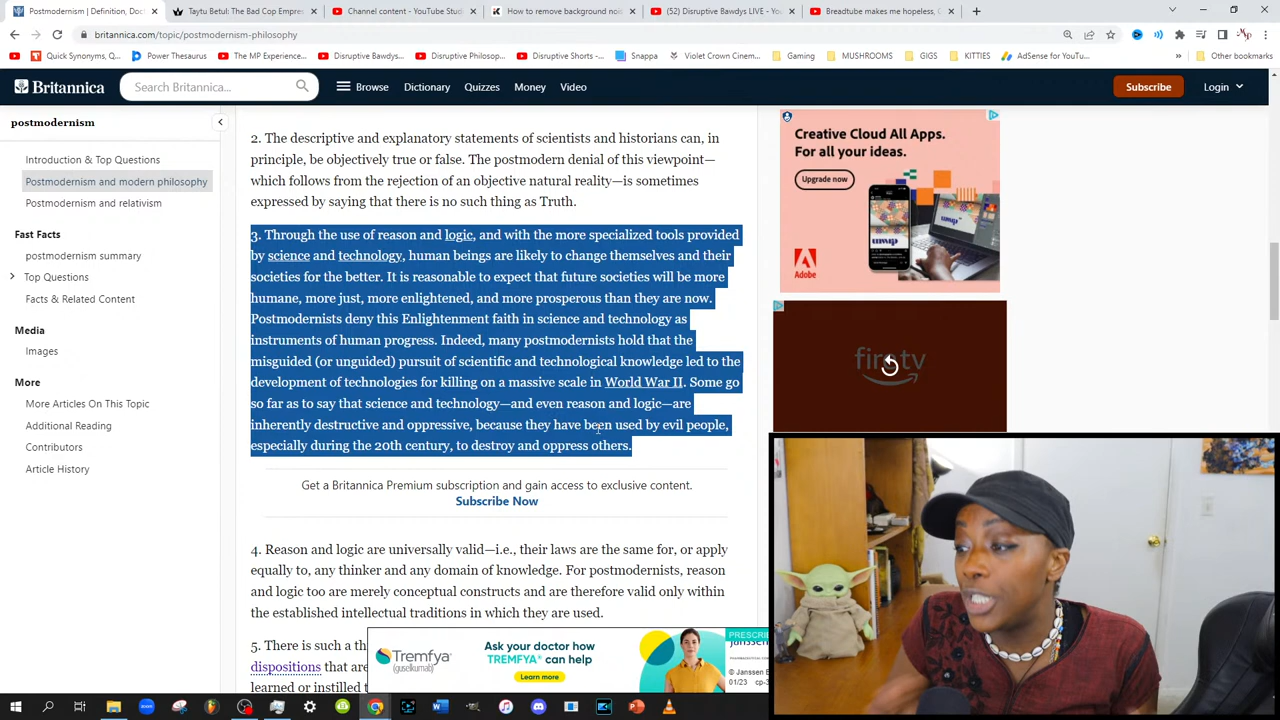 Postmodernism | Definition, Doct
Taytu Betul: The Bad Cop Empres
Channel content - YouTube Studi
How to remove background nois
(52) Disruptive Bawdys LIVE - Yo
Breadtube makes me hopeless, C
britannica.com/topic/postmodernism-philosophy
Quick Synonyms, Q...
Power Thesaurus
The MP Experience...
Disruptive Bawdys...
Disruptive Philosop...
Disruptive Shorts -...
Snappa
Violet Crown Cinem...
Gaming
MUSHROOMS
GIGS
KITTIES
AdSense for YouTu...
Other bookmarks
Britannica
Search Britannica...
Browse
Dictionary
Quizzes
Money
Video
Subscribe
Login
postmodernism
Introduction & Top Questions
Postmodernism and modern philosophy
Postmodernism and relativism
Fast Facts
postmodernism summary
Top Questions
Facts & Related Content
Media
Images
More
More Articles On This Topic
Additional Reading
Contributors
Article History
2. The descriptive and explanatory statements of scientists and historians can, in
principle, be objectively true or false. The postmodern denial of this viewpoint—
which follows from the rejection of an objective natural reality—is sometimes
expressed by saying that there is no such thing as Truth.
3. Through the use of reason and logic, and with the more specialized tools provided
by science and technology, human beings are likely to change themselves and their
societies for the better. It is reasonable to expect that future societies will be more
humane, more just, more enlightened, and more prosperous than they are now.
Postmodernists deny this Enlightenment faith in science and technology as
instruments of human progress. Indeed, many postmodernists hold that the
misguided (or unguided) pursuit of scientific and technological knowledge led to the
development of technologies for killing on a massive scale in World War II. Some go
so far as to say that science and technology—and even reason and logic—are
inherently destructive and oppressive, because they have been used by evil people,
especially during the 20th century, to destroy and oppress others.
Get a Britannica Premium subscription and gain access to exclusive content.
Subscribe Now
4. Reason and logic are universally valid—i.e., their laws are the same for, or apply
equally to, any thinker and any domain of knowledge. For postmodernists, reason
and logic too are merely conceptual constructs and are therefore valid only within
the established intellectual traditions in which they are used.
5. There is such a th
dispositions that are
learned or instilled t
Creative Cloud All Apps.
For all your ideas.
Upgrade now
Adobe
fire tv
Tremfya
(guselkumab)
Ask your doctor how
TREMFYA® can help
Learn more
PRESCRI
© Janssen B
01/23 cp-3